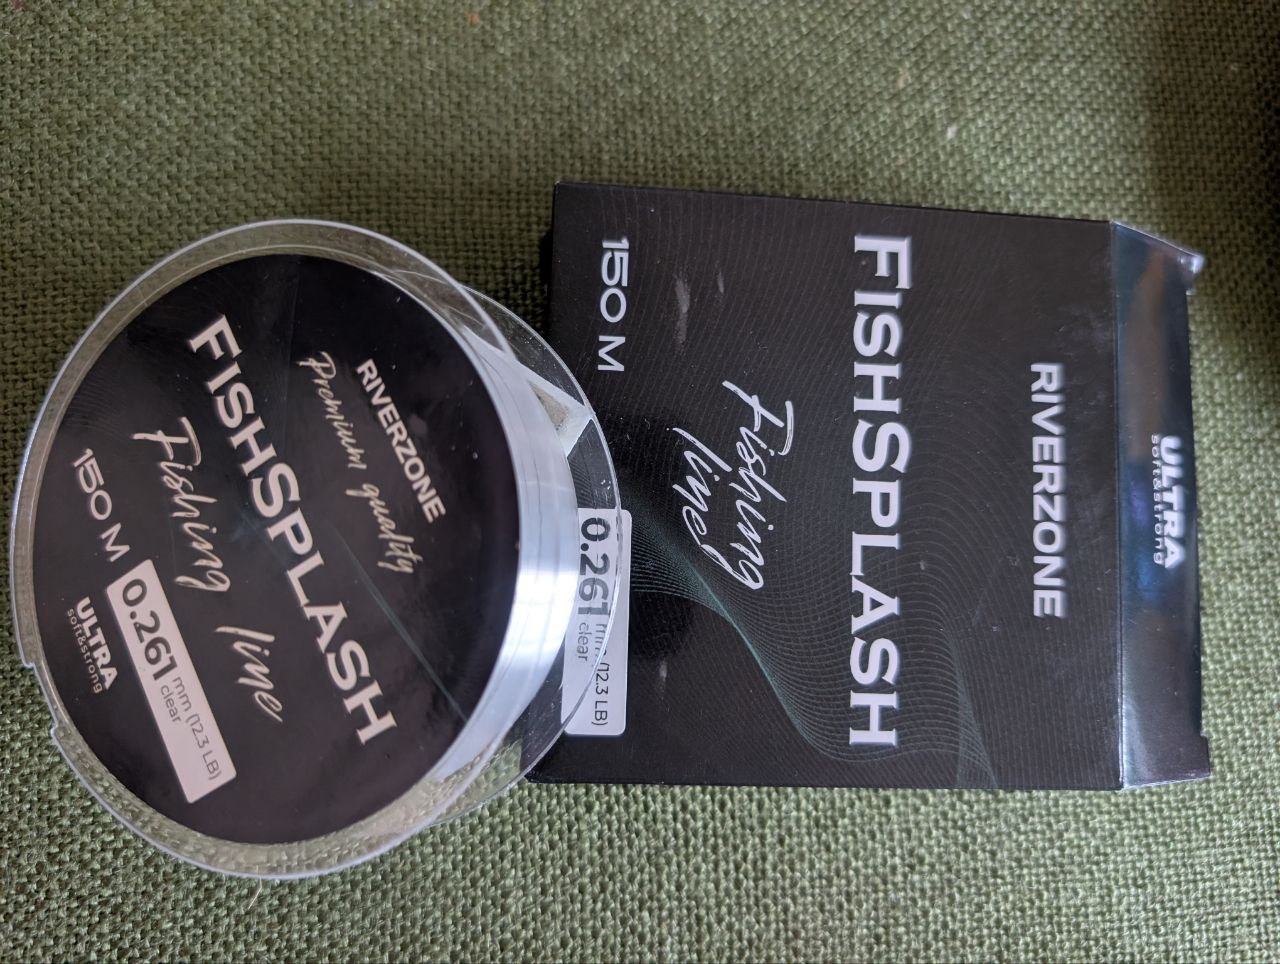 RIVERZONE
Premium quality
FISHSPLASH
Fishing line
150 M
0.261 mm (12.3 LB)
clear
ULTRA
soft&strong
ULTRA
soft&strong
RIVERZONE
FISHSPLASH
Fishing
line
150 M
0.261 mm (12.3 LB)
clear